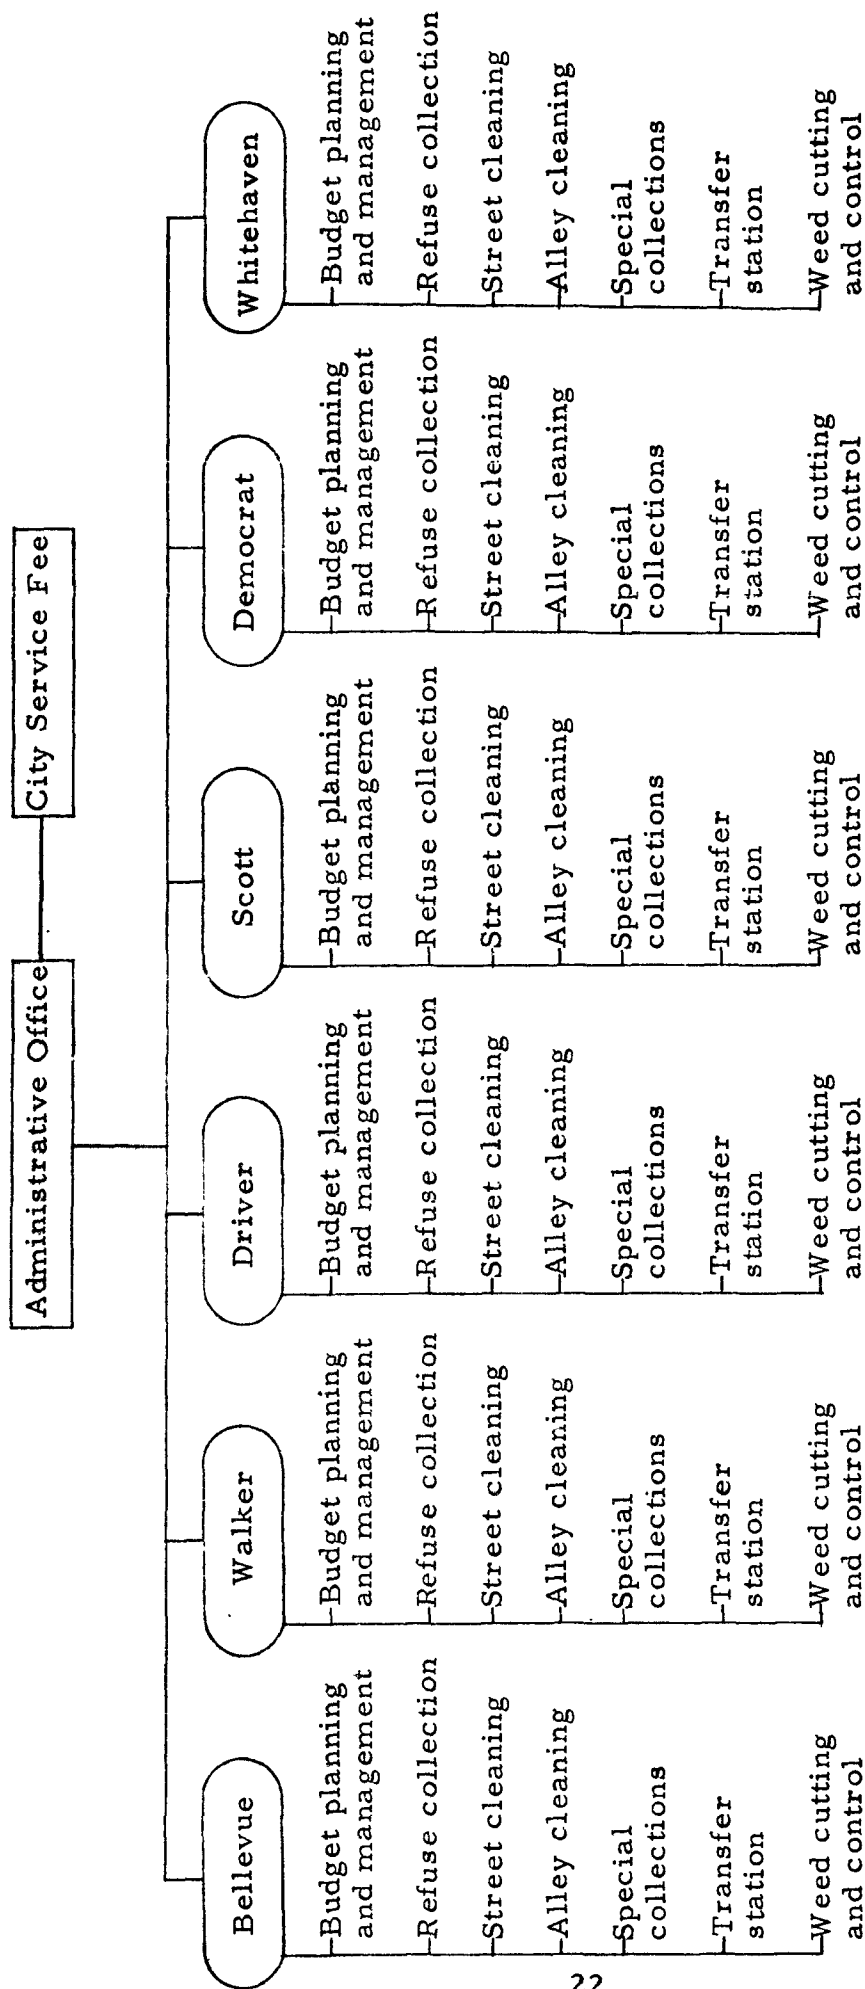 Administrative Office
City Service Fee
Bellevue
Budget planning
and management
Refuse collection
Street cleaning
Alley cleaning
Special
collections
Transfer
station
Weed cutting
and control
Walker
Budget planning
and management
Refuse collection
Street cleaning
Alley cleaning
Special
collections
Transfer
station
Weed cutting
and control
Driver
Budget planning
and management
Refuse collection
Street cleaning
Alley cleaning
Special
collections
Transfer
station
Weed cutting
and control
Scott
Budget planning
and management
Refuse collection
Street cleaning
Alley cleaning
Special
collections
Transfer
station
Weed cutting
and control
Democrat
Budget planning
and management
Refuse collection
Street cleaning
Alley cleaning
Special
collections
Transfer
station
Weed cutting
and control
Whitehaven
Budget planning
and management
Refuse collection
Street cleaning
Alley cleaning
Special
collections
Transfer
station
Weed cutting
and control
22